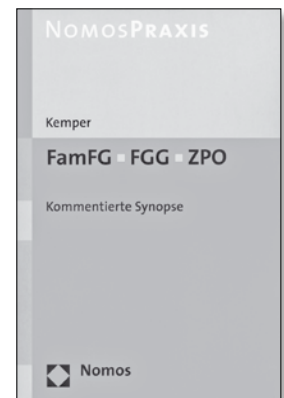 NOMOSPRAXIS
Kemper
FamFG ▪ FGG ▪ ZPO
Kommentierte Synopse
Nomos